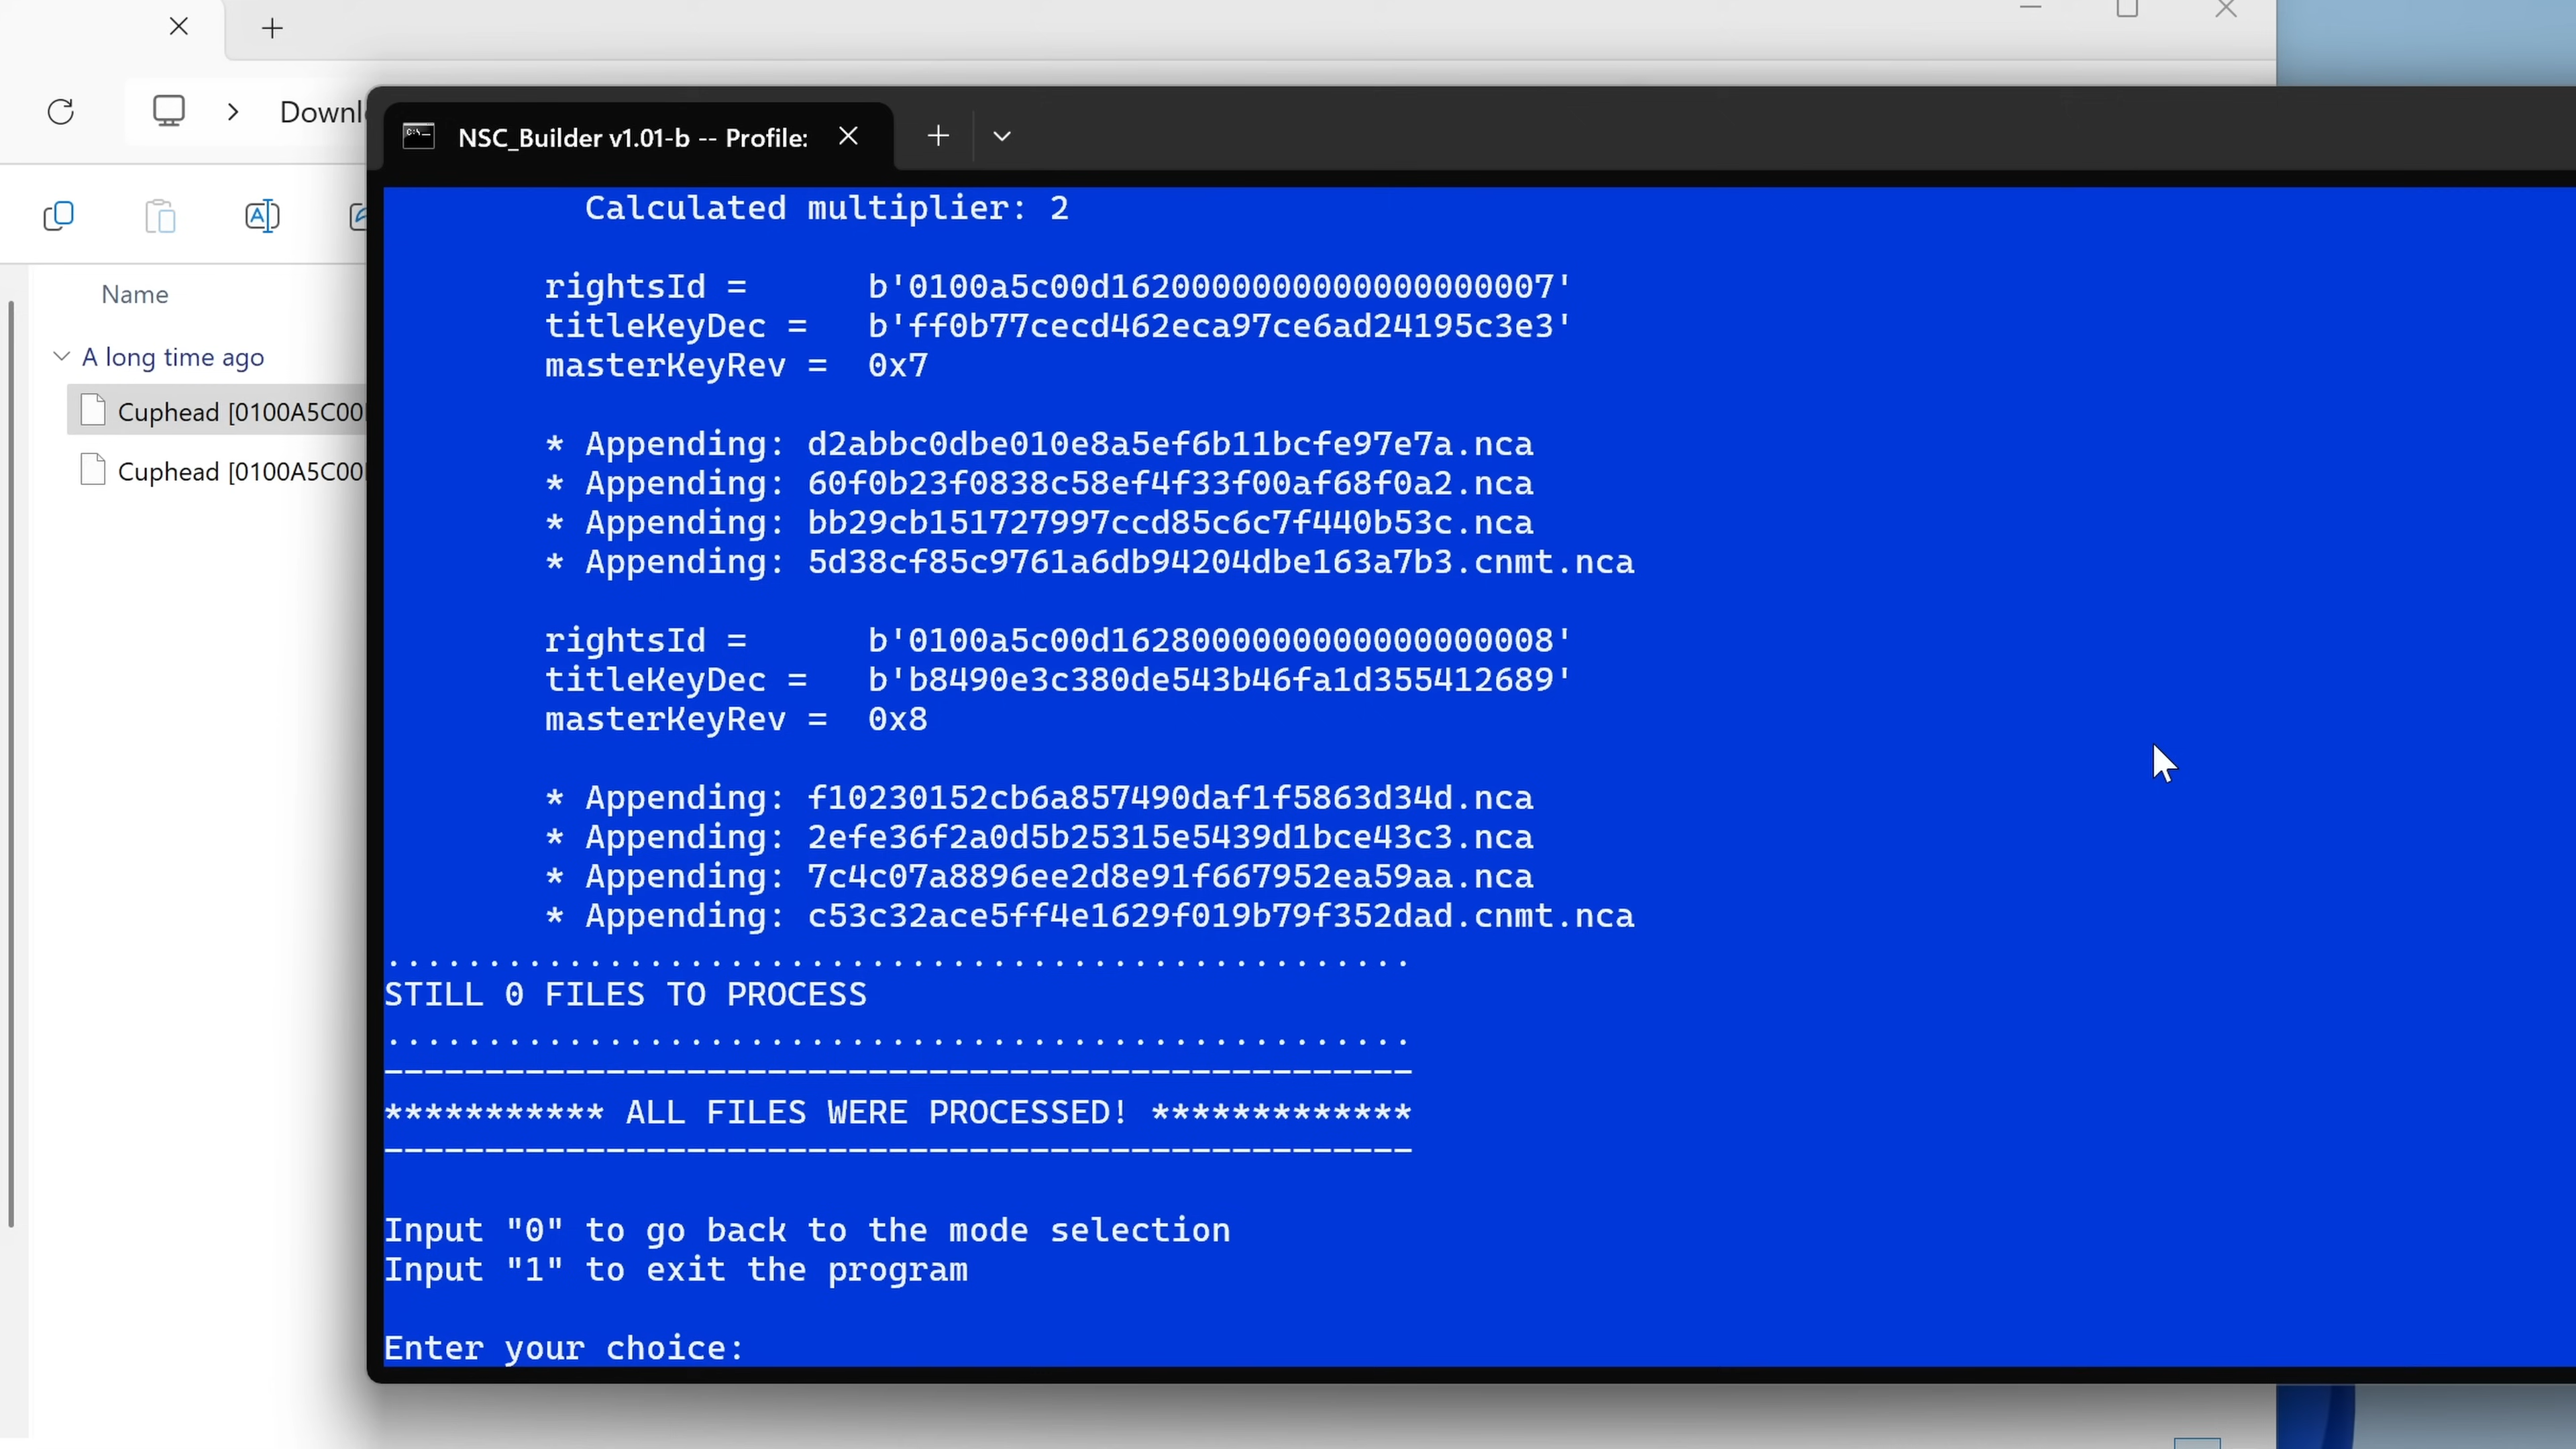 Downl
NSC_Builder v1.01-b -- Profile:
Name
A long time ago
Cuphead [0100A5C00
Cuphead [0100A5C00
Calculated multiplier: 2
rightsId = b'0100a5c00d1620000000000000000007'
titleKeyDec = b'ff0b77cecd462eca97ce6ad24195c3e3'
masterKeyRev = 0x7
* Appending: d2abbc0dbe010e8a5ef6b11bcfe97e7a.nca
* Appending: 60f0b23f0838c58ef4f33f00af68f0a2.nca
* Appending: bb29cb151727997ccd85c6c7f440b53c.nca
* Appending: 5d38cf85c9761a6db94204dbe163a7b3.cnmt.nca
rightsId = b'0100a5c00d1628000000000000000008'
titleKeyDec = b'b8490e3c380de543b46fa1d355412689'
masterKeyRev = 0x8
* Appending: f10230152cb6a857490daf1f5863d34d.nca
* Appending: 2efe36f2a0d5b25315e5439d1bce43c3.nca
* Appending: 7c4c07a8896ee2d8e91f667952ea59aa.nca
* Appending: c53c32ace5ff4e1629f019b79f352dad.cnmt.nca
...................................................
STILL 0 FILES TO PROCESS
...................................................
---------------------------------------------------
*********** ALL FILES WERE PROCESSED! *************
---------------------------------------------------
Input "0" to go back to the mode selection
Input "1" to exit the program
Enter your choice: